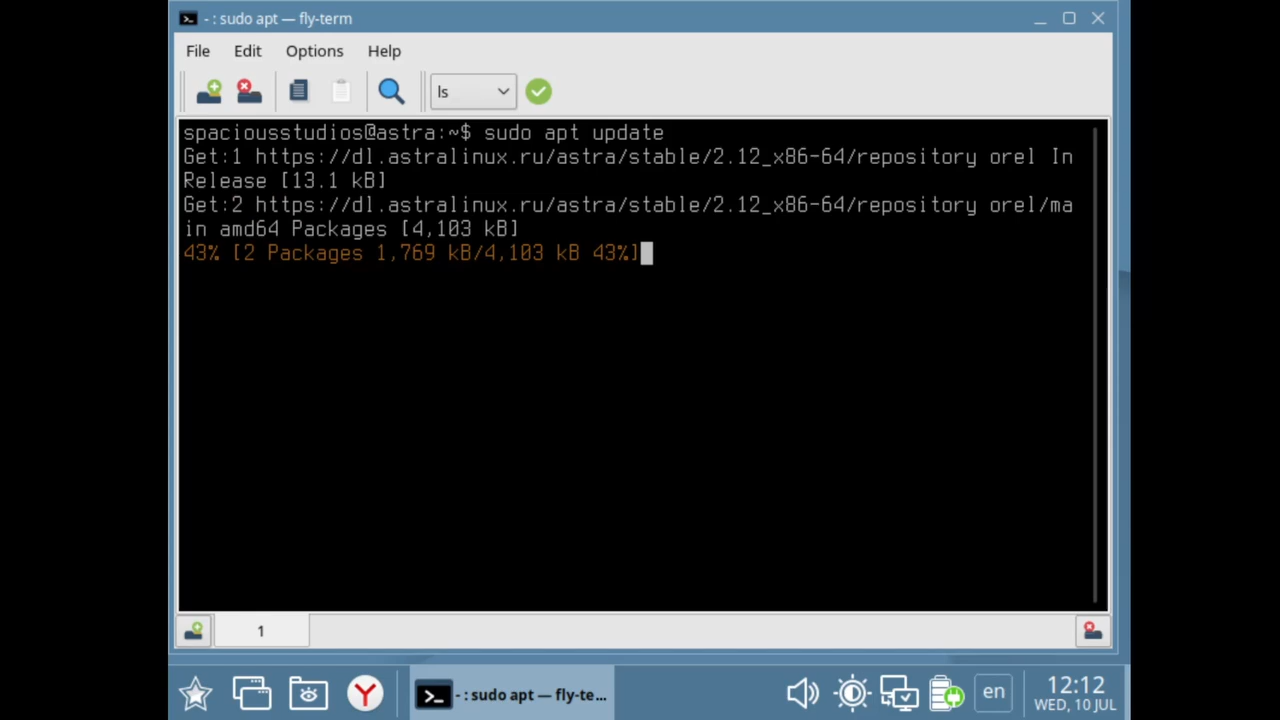 - : sudo apt — fly-term
File Edit Options Help
ls
spaciousstudios@astra:~$ sudo apt update
Get:1 https://dl.astralinux.ru/astra/stable/2.12_x86-64/repository orel In
Release [13.1 kB]
Get:2 https://dl.astralinux.ru/astra/stable/2.12_x86-64/repository orel/ma
in amd64 Packages [4,103 kB]
43% [2 Packages 1,769 kB/4,103 kB 43%]
1
- : sudo apt — fly-te...
en
12:12
WED, 10 JUL